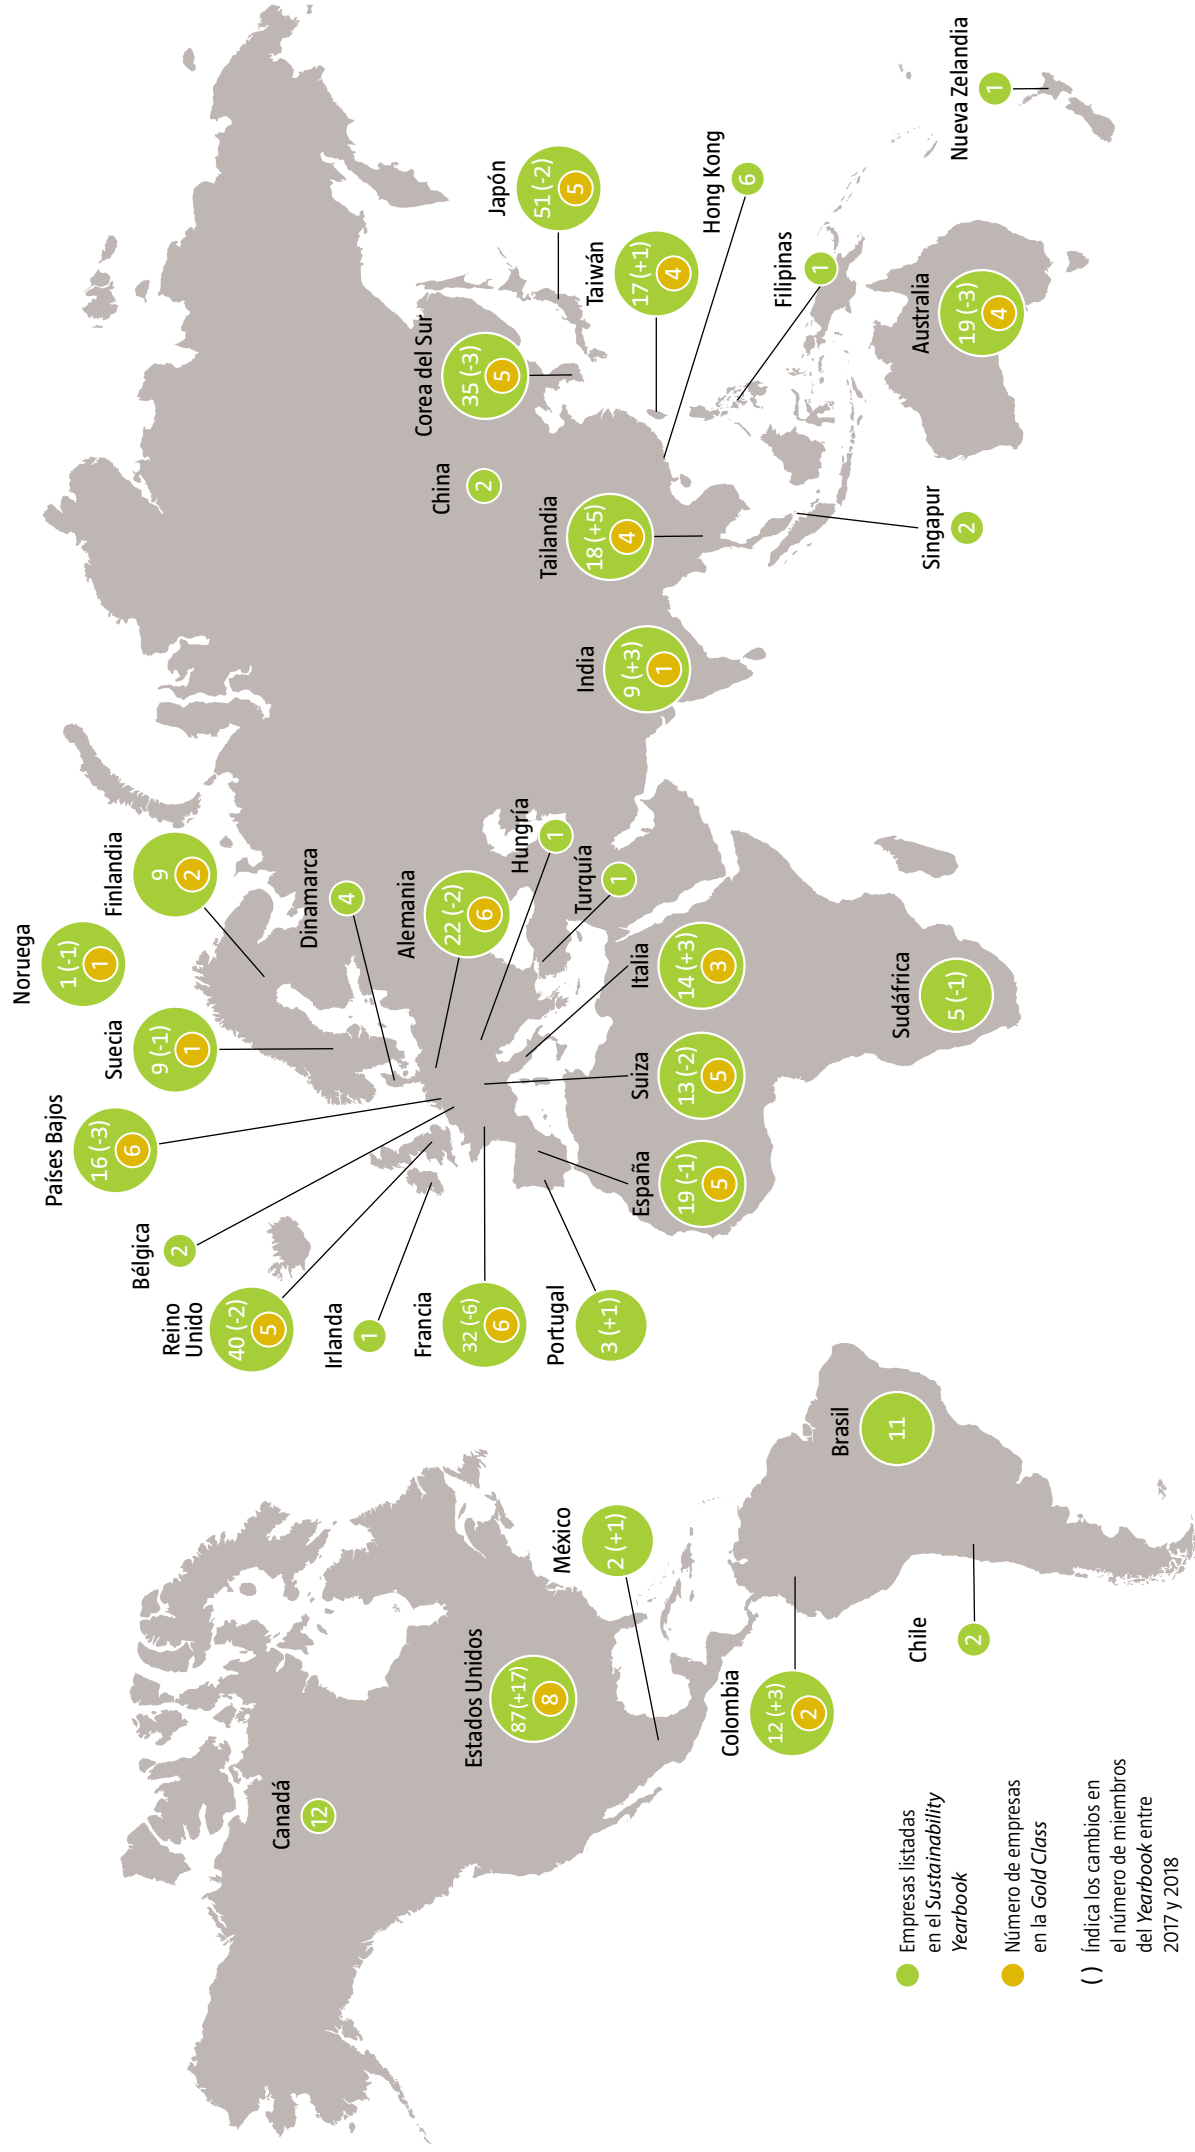 Canadá
12
Estados Unidos
87(+17)
8
México
2 (+1)
Colombia
12 (+3)
2
Chile
2
Brasil
11
Noruega
1 (-1)
1
Finlandia
9
2
Suecia
9 (-1)
1
Países Bajos
16 (-3)
6
Bélgica
2
Reino
Unido
40 (-2)
5
Irlanda
1
Francia
32 (-6)
6
Portugal
3 (+1)
España
19 (-1)
5
Suiza
13 (-2)
5
Italia
14 (+3)
3
Dinamarca
4
Alemania
22 (-2)
6
Hungría
1
Turquía
1
Sudáfrica
5 (-1)
India
9 (+3)
1
Tailandia
18 (+5)
4
China
2
Corea del Sur
35 (-3)
5
Japón
51 (-2)
5
Taiwán
17 (+1)
4
Hong Kong
6
Filipinas
1
Singapur
2
Australia
19 (-3)
4
Nueva Zelandia
1
Empresas listadas
en el Sustainability
Yearbook
Número de empresas
en la Gold Class
( ) Índica los cambios en
el número de miembros
del Yearbook entre
2017 y 2018